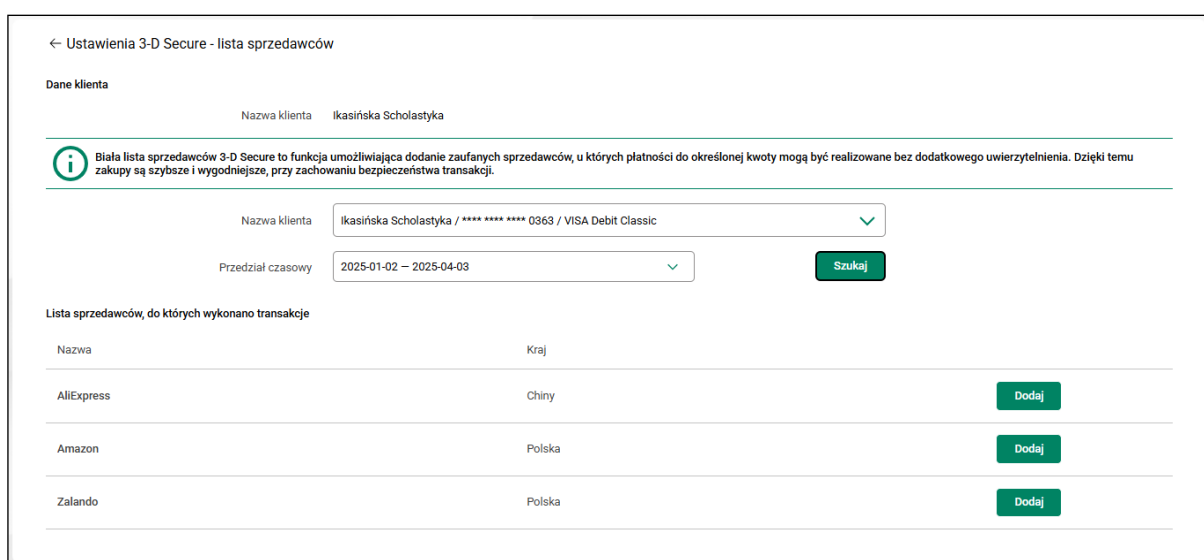 ← Ustawienia 3-D Secure - lista sprzedawców
Dane klienta
Nazwa klienta Ikasińska Scholastyka
Biała lista sprzedawców 3-D Secure to funkcja umożliwiająca dodanie zaufanych sprzedawców, u których płatności do określonej kwoty mogą być realizowane bez dodatkowego uwierzytelnienia. Dzięki temu
zakupy są szybsze i wygodniejsze, przy zachowaniu bezpieczeństwa transakcji.
Nazwa klienta Ikasińska Scholastyka / **** **** **** 0363 / VISA Debit Classic
Przedział czasowy 2025-01-02 — 2025-04-03 Szukaj
Lista sprzedawców, do których wykonano transakcje
Nazwa Kraj
AliExpress Chiny Dodaj
Amazon Polska Dodaj
Zalando Polska Dodaj